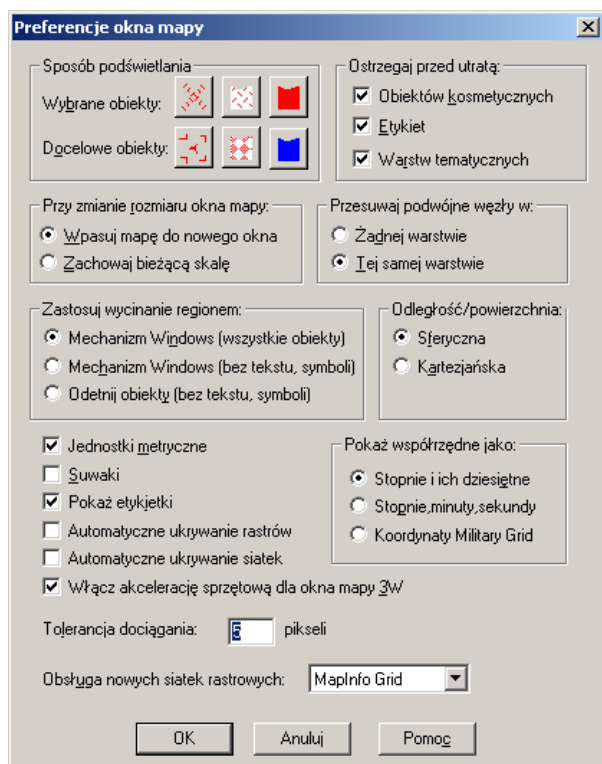 Preferencje okna mapy
Sposób podświetlania
Wybrane obiekty:
Docelowe obiekty:
Ostrzegaj przed utratą:
Obiektów kosmetycznych
Etykiet
Warstw tematycznych
Przy zmianie rozmiaru okna mapy:
Wpasuj mapę do nowego okna
Zachowaj bieżącą skalę
Przesuwaj podwójne węzły w:
Żadnej warstwie
Tej samej warstwie
Zastosuj wycinanie regionem:
Mechanizm Windows (wszystkie obiekty)
Mechanizm Windows (bez tekstu, symboli)
Odetnij obiekty (bez tekstu, symboli)
Odległość/powierzchnia:
Sferyczna
Kartezjańska
Jednostki metryczne
Suwaki
Pokaż etykjetki
Automatyczne ukrywanie rastrów
Automatyczne ukrywanie siatek
Włącz akcelerację sprzętową dla okna mapy 3W
Pokaż współrzędne jako:
Stopnie i ich dziesiętne
Stopnie,minuty,sekundy
Koordynaty Military Grid
Tolerancja dociągania: 5 pikseli
Obsługa nowych siatek rastrowych: MapInfo Grid
OK Anuluj Pomoc